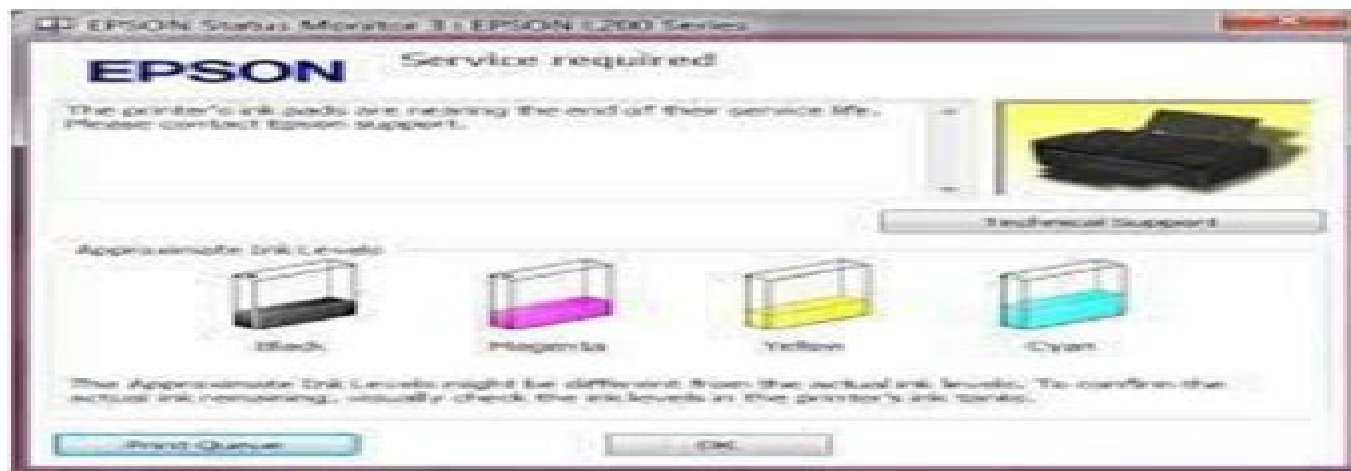 EPSON Status Monitor 3 : EPSON L200 Series
EPSON
Service required
The printer's ink pads are nearing the end of their service life.
Please contact Epson support.
Technical Support
Approximate Ink Levels
Black
Magenta
Yellow
Cyan
The Approximate Ink Levels might be different from the actual ink levels. To confirm the
actual ink remaining, visually check the ink levels in the printer's ink tanks.
Print Queue
OK